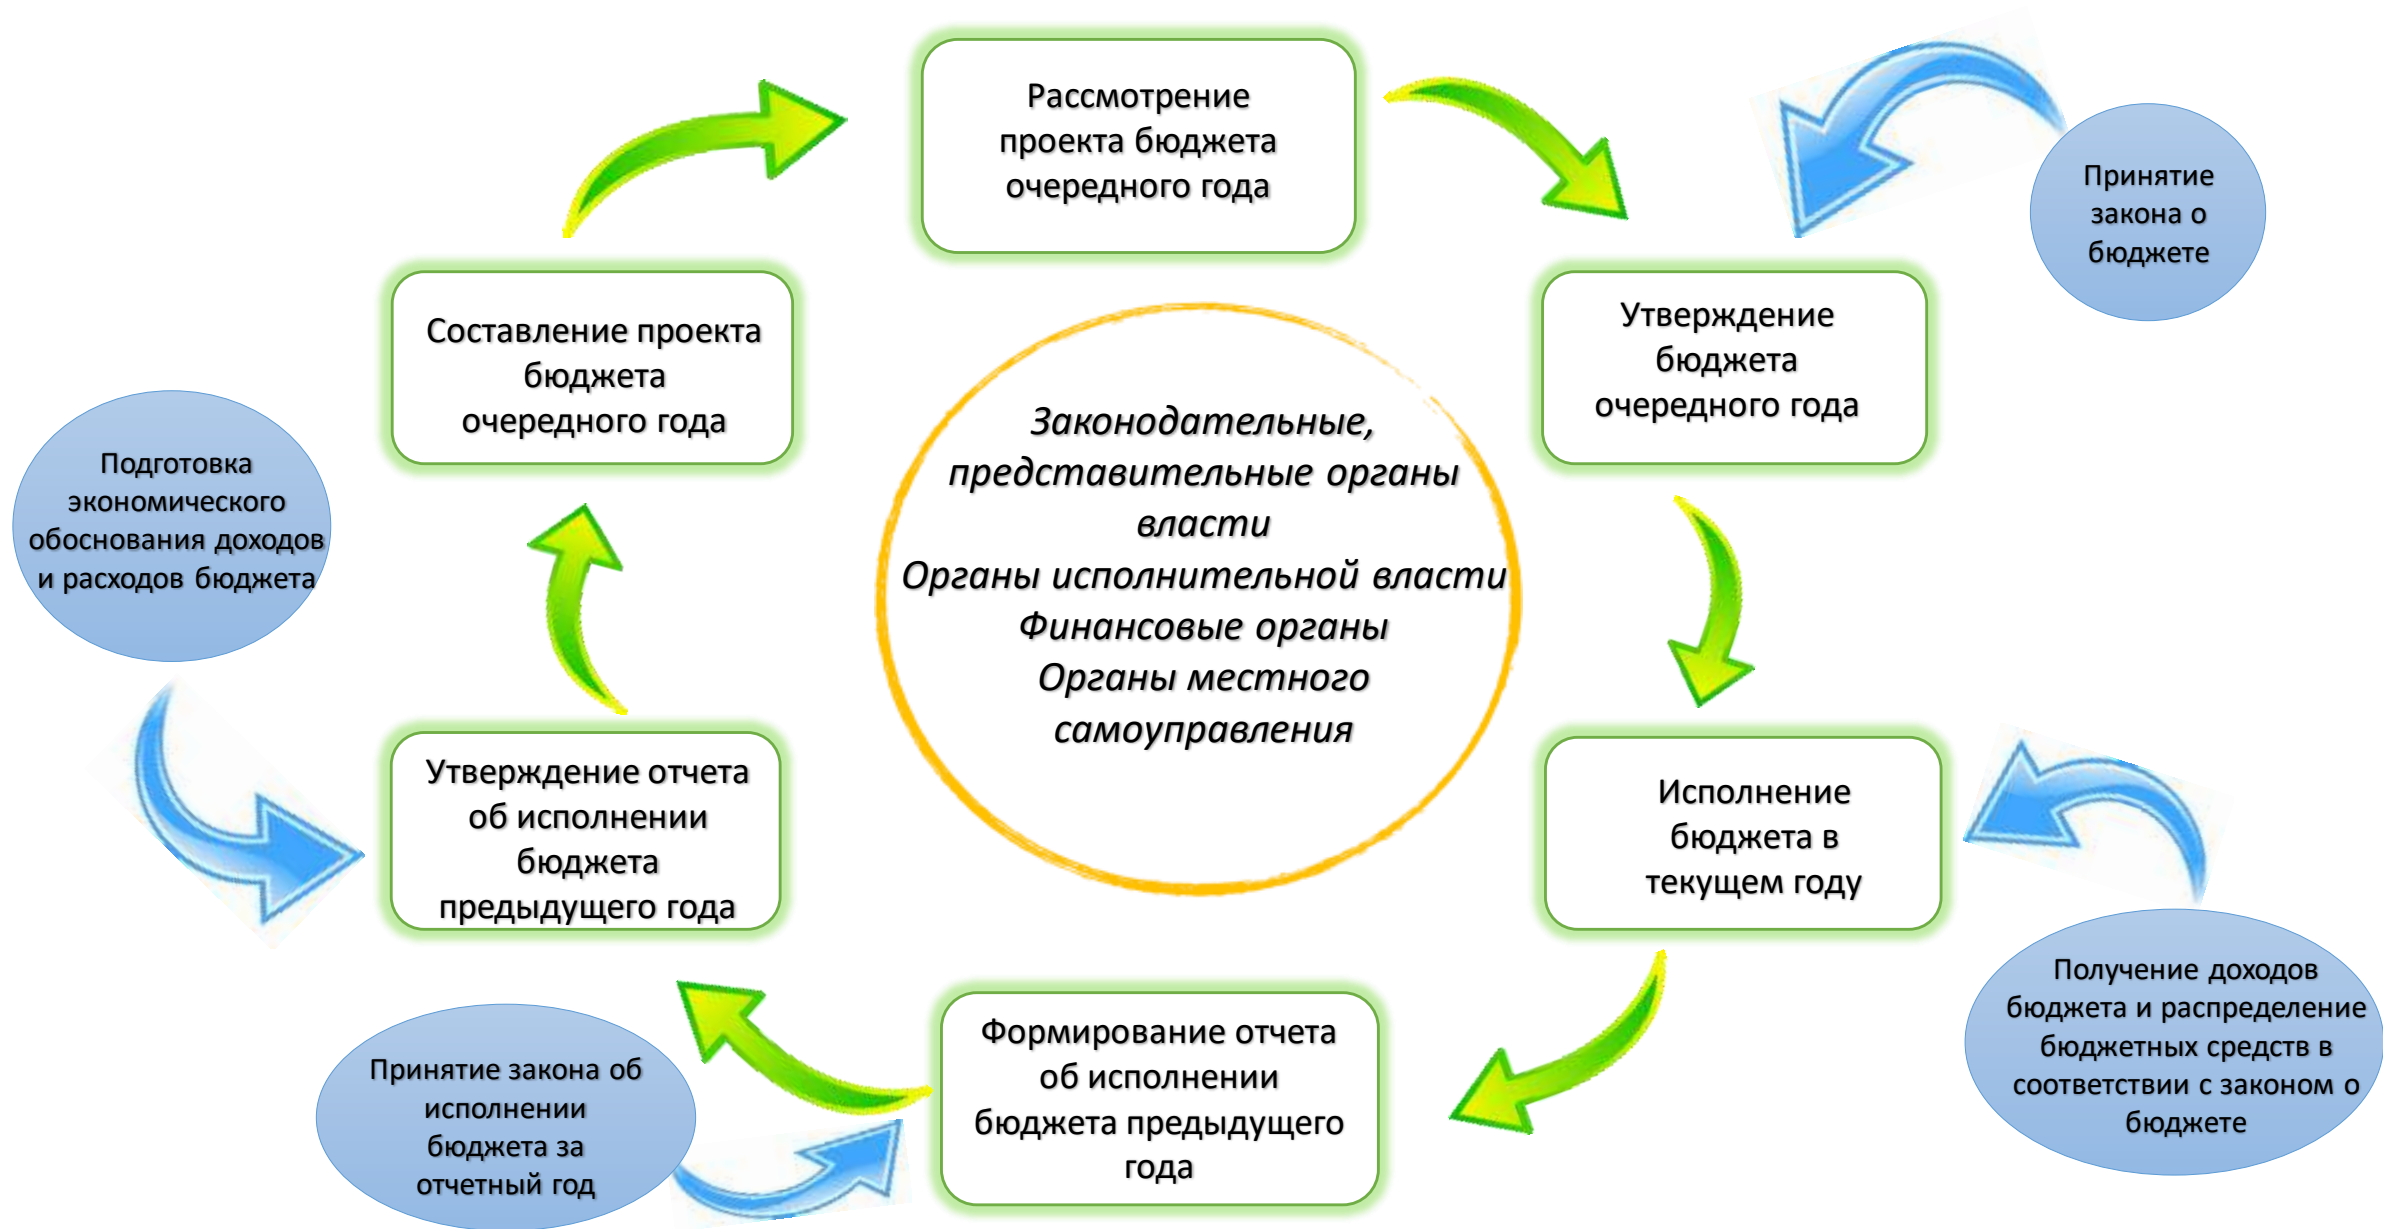 Рассмотрение
проекта бюджета
очередного года
Принятие
закона о
бюджете
Составление проекта
бюджета
очередного года
Утверждение
бюджета
очередного года
Законодательные,
представительные органы
власти
Органы исполнительной власти
Финансовые органы
Органы местного
самоуправления
Подготовка
экономического
обоснования доходов
и расходов бюджета
Утверждение отчета
об исполнении
бюджета
предыдущего года
Исполнение
бюджета в
текущем году
Принятие закона об
исполнении
бюджета за
отчетный год
Формирование отчета
об исполнении
бюджета предыдущего
года
Получение доходов
бюджета и распределение
бюджетных средств в
соответствии с законом о
бюджете